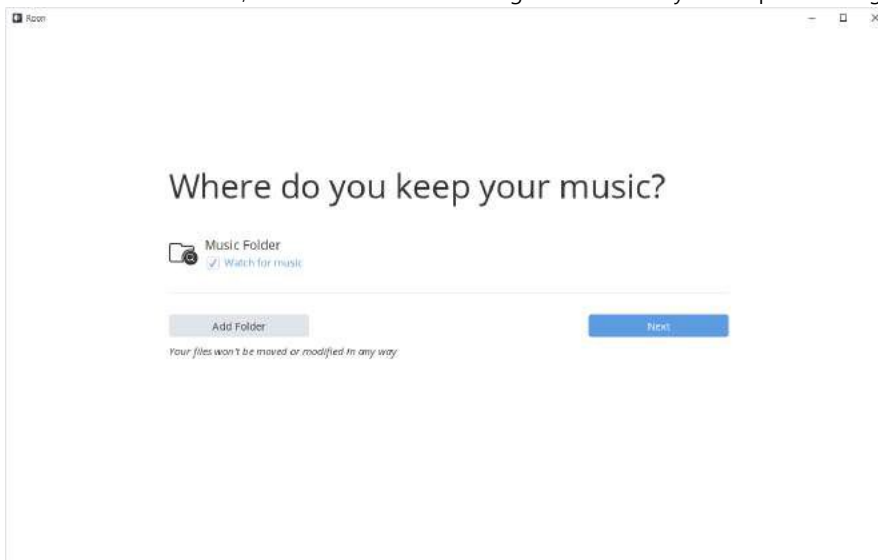 Roon
Where do you keep your music?
Music Folder
Watch for music
Add Folder
Next
Your files won't be moved or modified in any way